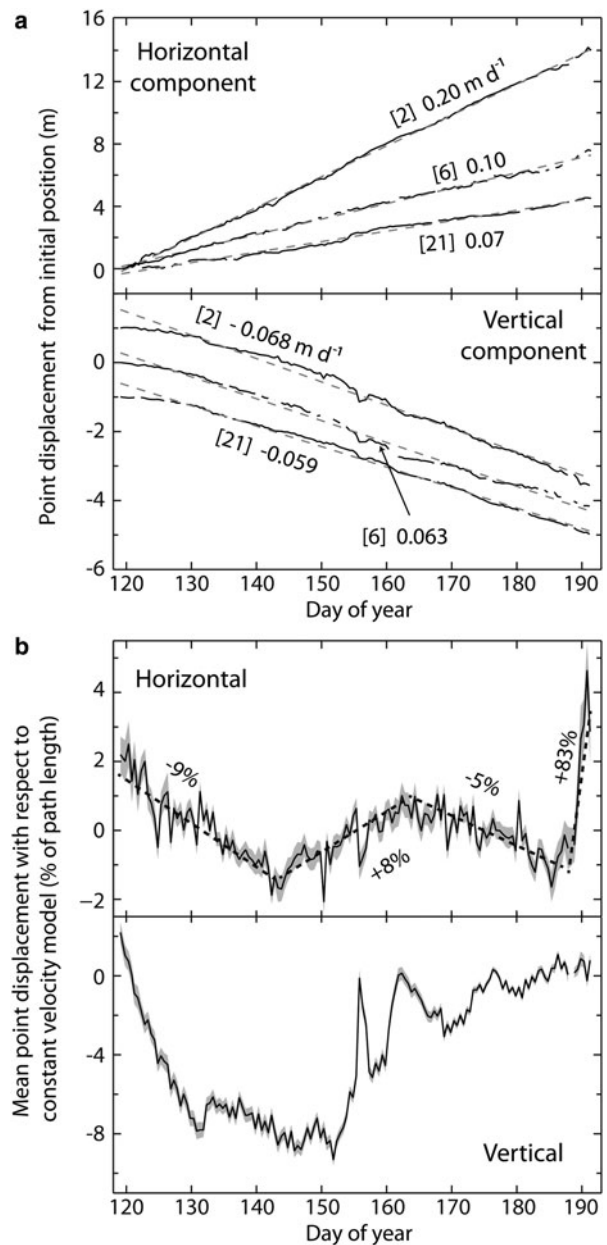 a
Point displacement from initial position (m)
16
12
8
4
0
Horizontal
component
[2] 0.20 m d⁻¹
[6] 0.10
[21] 0.07
0
-2
-4
-6
Vertical
component
[2] - 0.068 m d⁻¹
[21] -0.059
[6] 0.063
120 130 140 150 160 170 180 190
Day of year
b
Mean point displacement with respect to
constant velocity model (% of path length)
4
2
0
−2
Horizontal
-9%
+8%
-5%
+83%
0
-4
-8
Vertical
120 130 140 150 160 170 180 190
Day of year